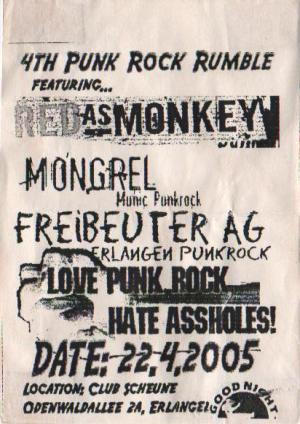 4TH PUNK ROCK RUMBLE
FEATURING...
RED AS MONKEY
MONGREL
Munic Punkrock
FREiBEUTER AG
ERLANGEN PUNKROCK
LOVE PUNK ROCK
HATE ASSHOLES!
DATE: 22.4.2005
LOCATION: CLUB SCHEUNE
ODENWALDALLEE 2A, ERLANGEN
GOOD NIGHT